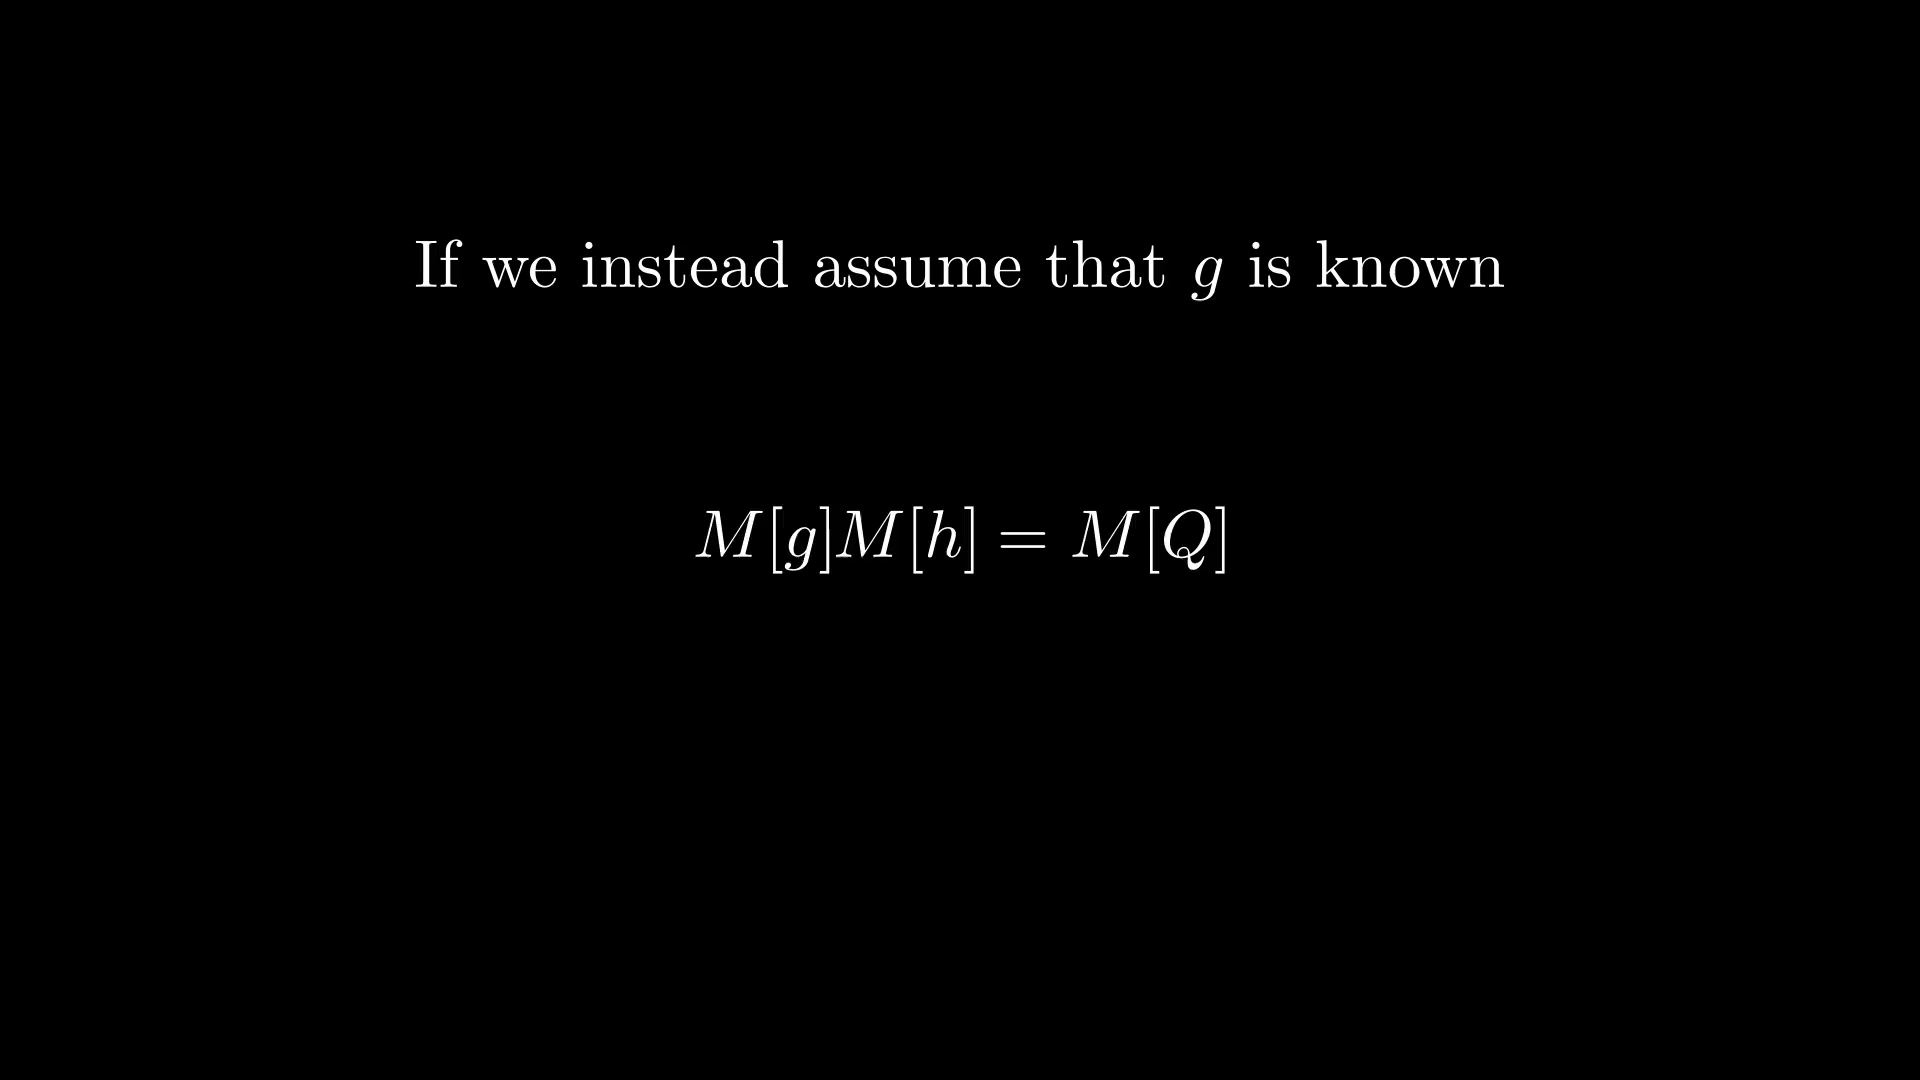 If we instead assume that g is known
M[g]M[h] = M[Q]